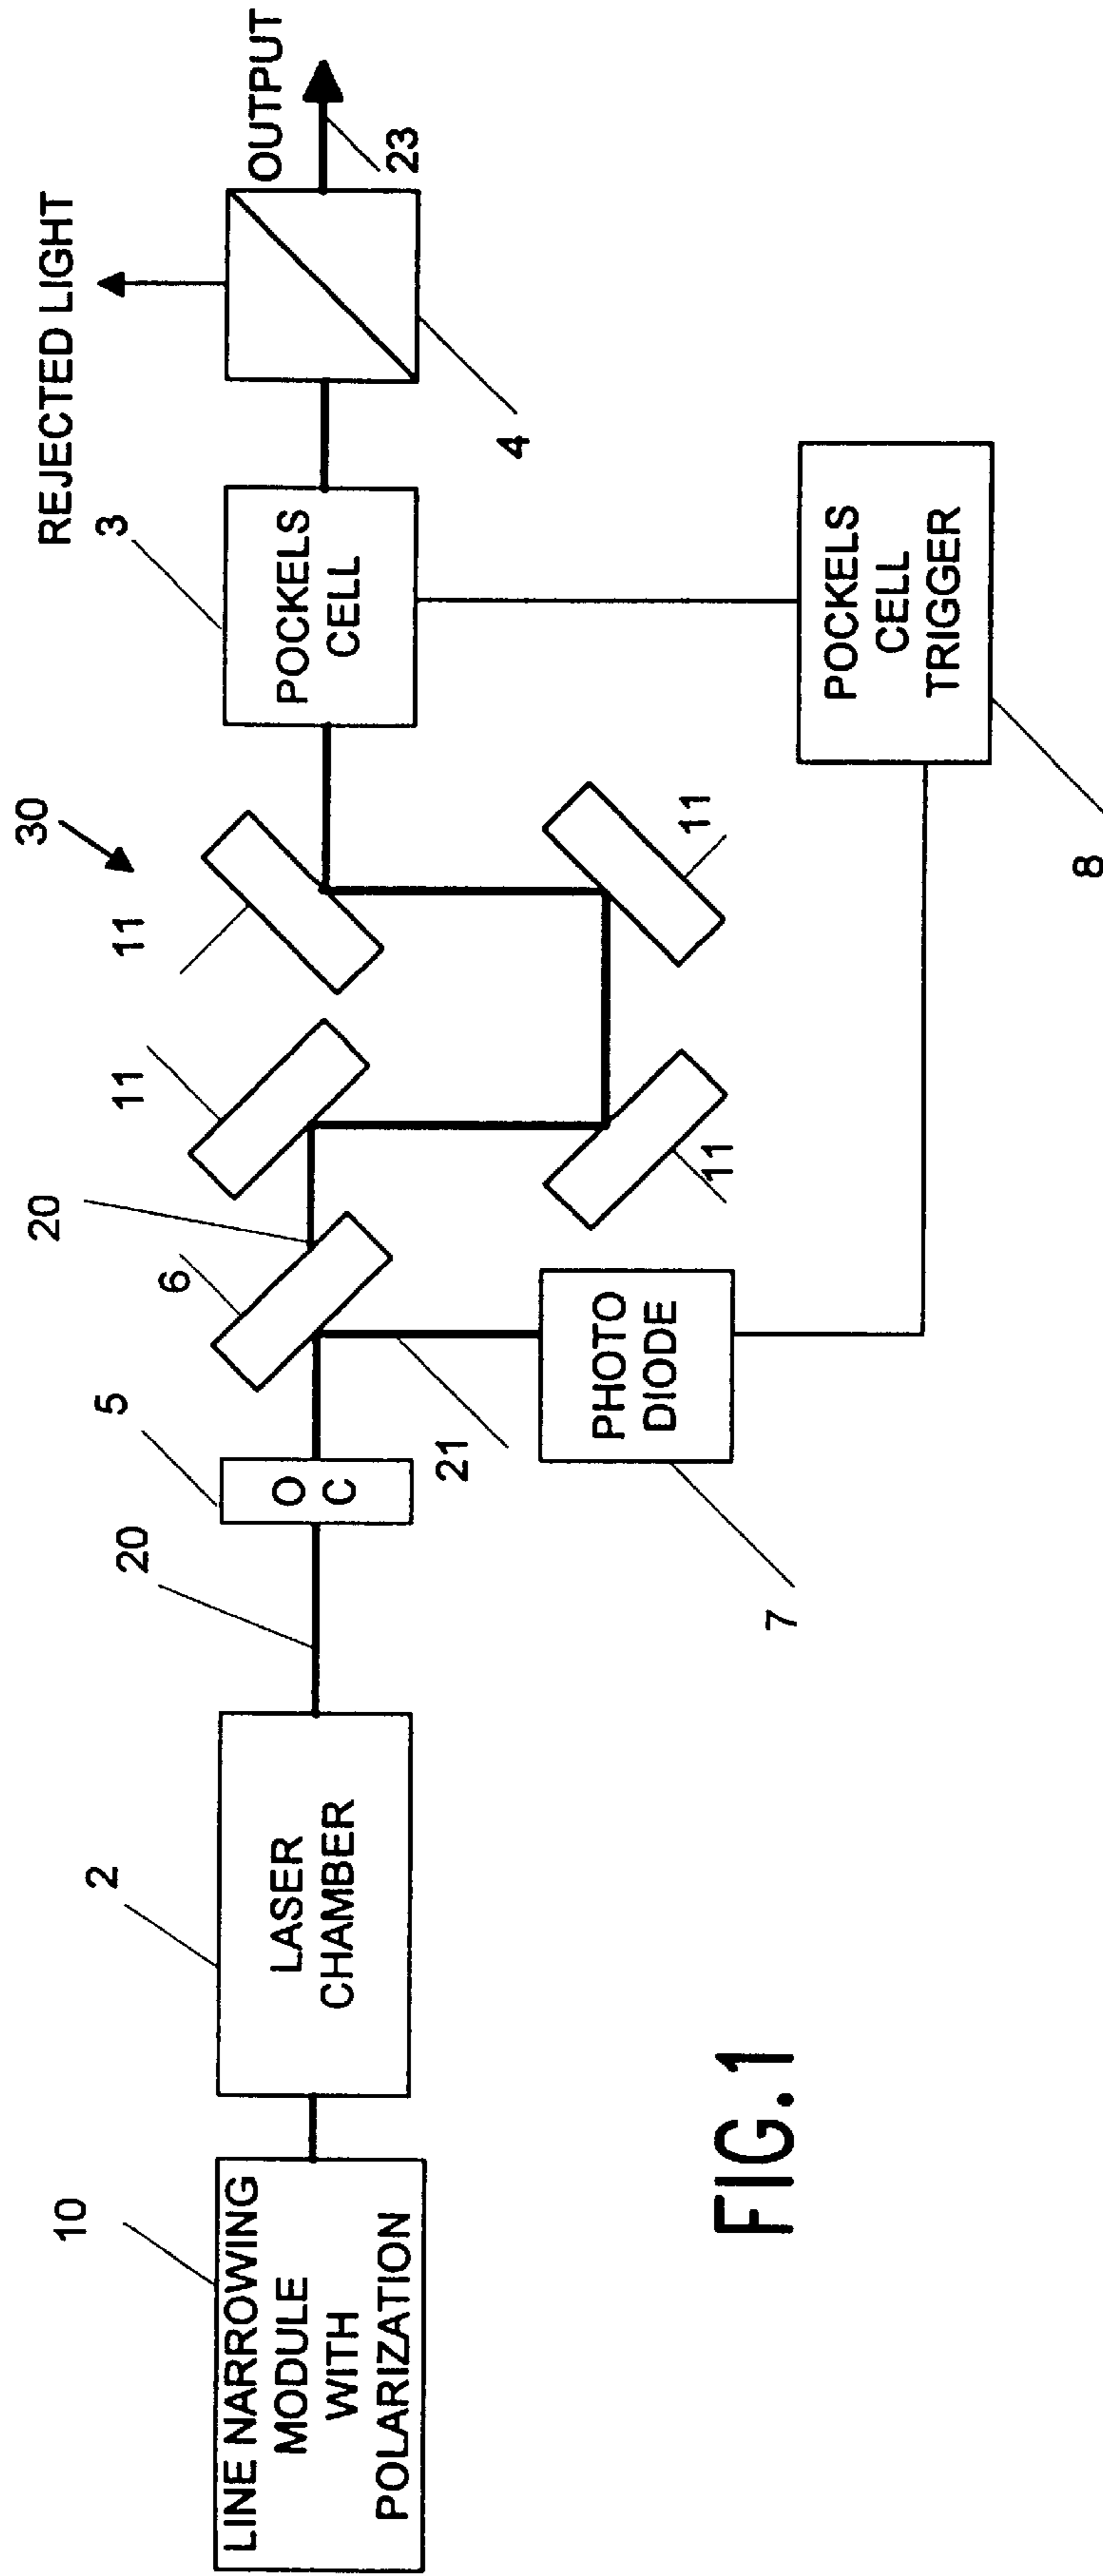 REJECTED LIGHT
OUTPUT
23
4
3
POCKELS
CELL
POCKELS
CELL
TRIGGER
8
30
11
11
11
11
20
6
PHOTO
DIODE
7
21
5
O
C
20
2
LASER
CHAMBER
10
LINE NARROWING
MODULE
WITH
POLARIZATION
FIG.1